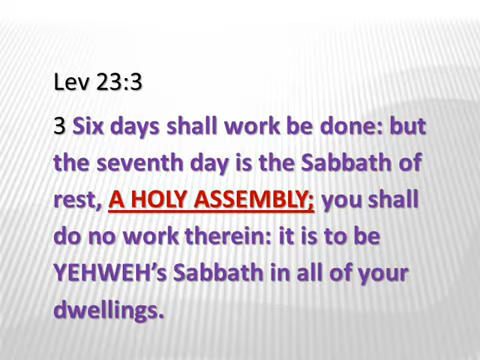 Lev 23:3
3 Six days shall work be done: but
the seventh day is the Sabbath of
rest, A HOLY ASSEMBLY; you shall
do no work therein: it is to be
YEHWEH’s Sabbath in all of your
dwellings.